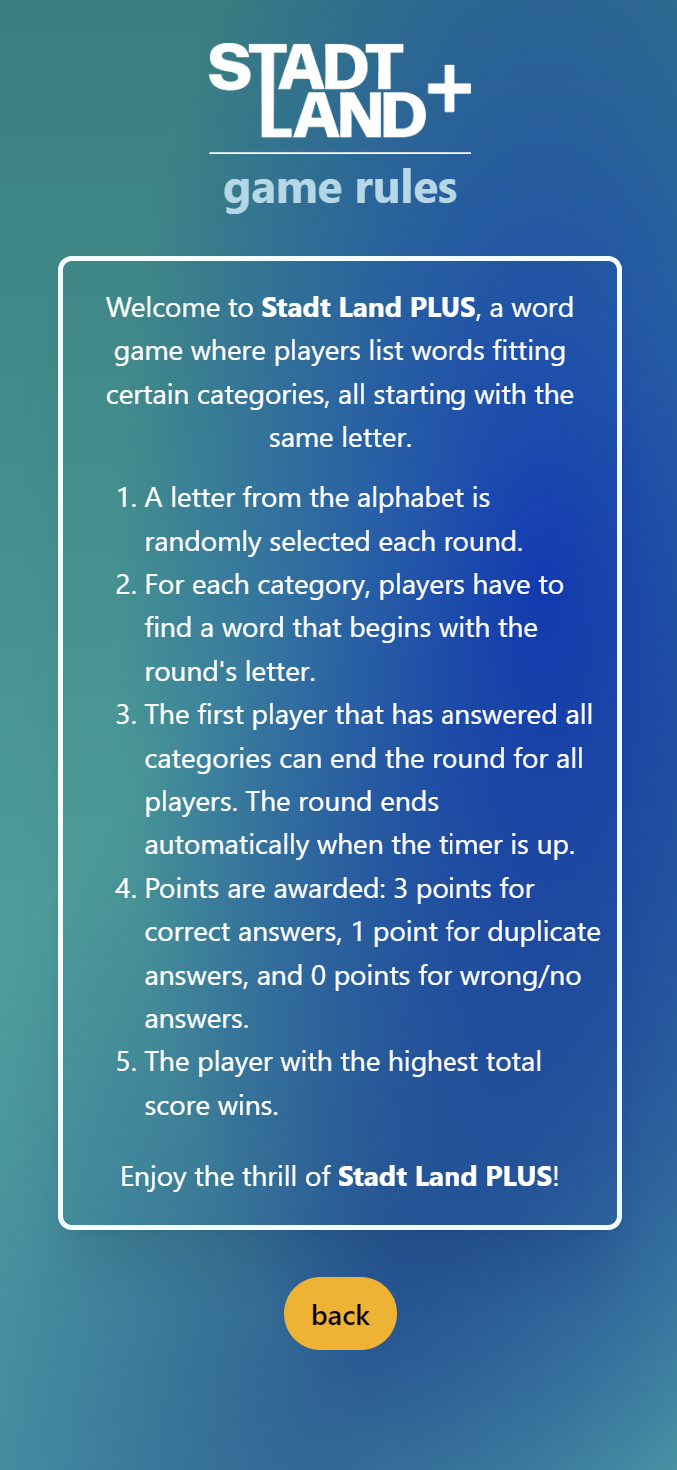 STADT
LAND+
game rules
Welcome to Stadt Land PLUS, a word
game where players list words fitting
certain categories, all starting with the
same letter.
1. A letter from the alphabet is
randomly selected each round.
2. For each category, players have to
find a word that begins with the
round's letter.
3. The first player that has answered all
categories can end the round for all
players. The round ends
automatically when the timer is up.
4. Points are awarded: 3 points for
correct answers, 1 point for duplicate
answers, and 0 points for wrong/no
answers.
5. The player with the highest total
score wins.
Enjoy the thrill of Stadt Land PLUS!
back